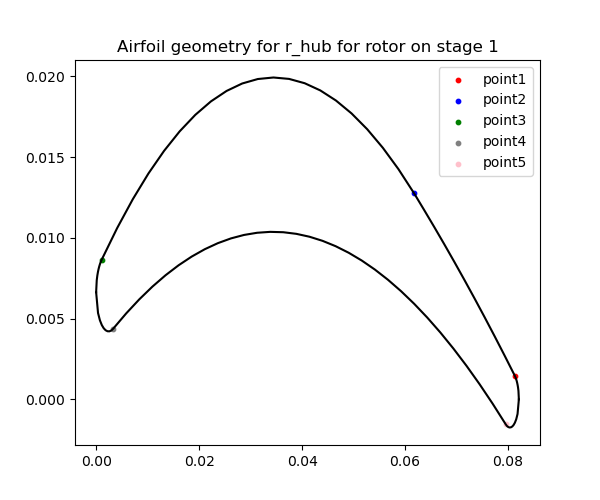 Airfoil geometry for r_hub for rotor on stage 1
point1
point2
point3
point4
point5
0.020
0.015
0.010
0.005
0.000
0.00 0.02 0.04 0.06 0.08